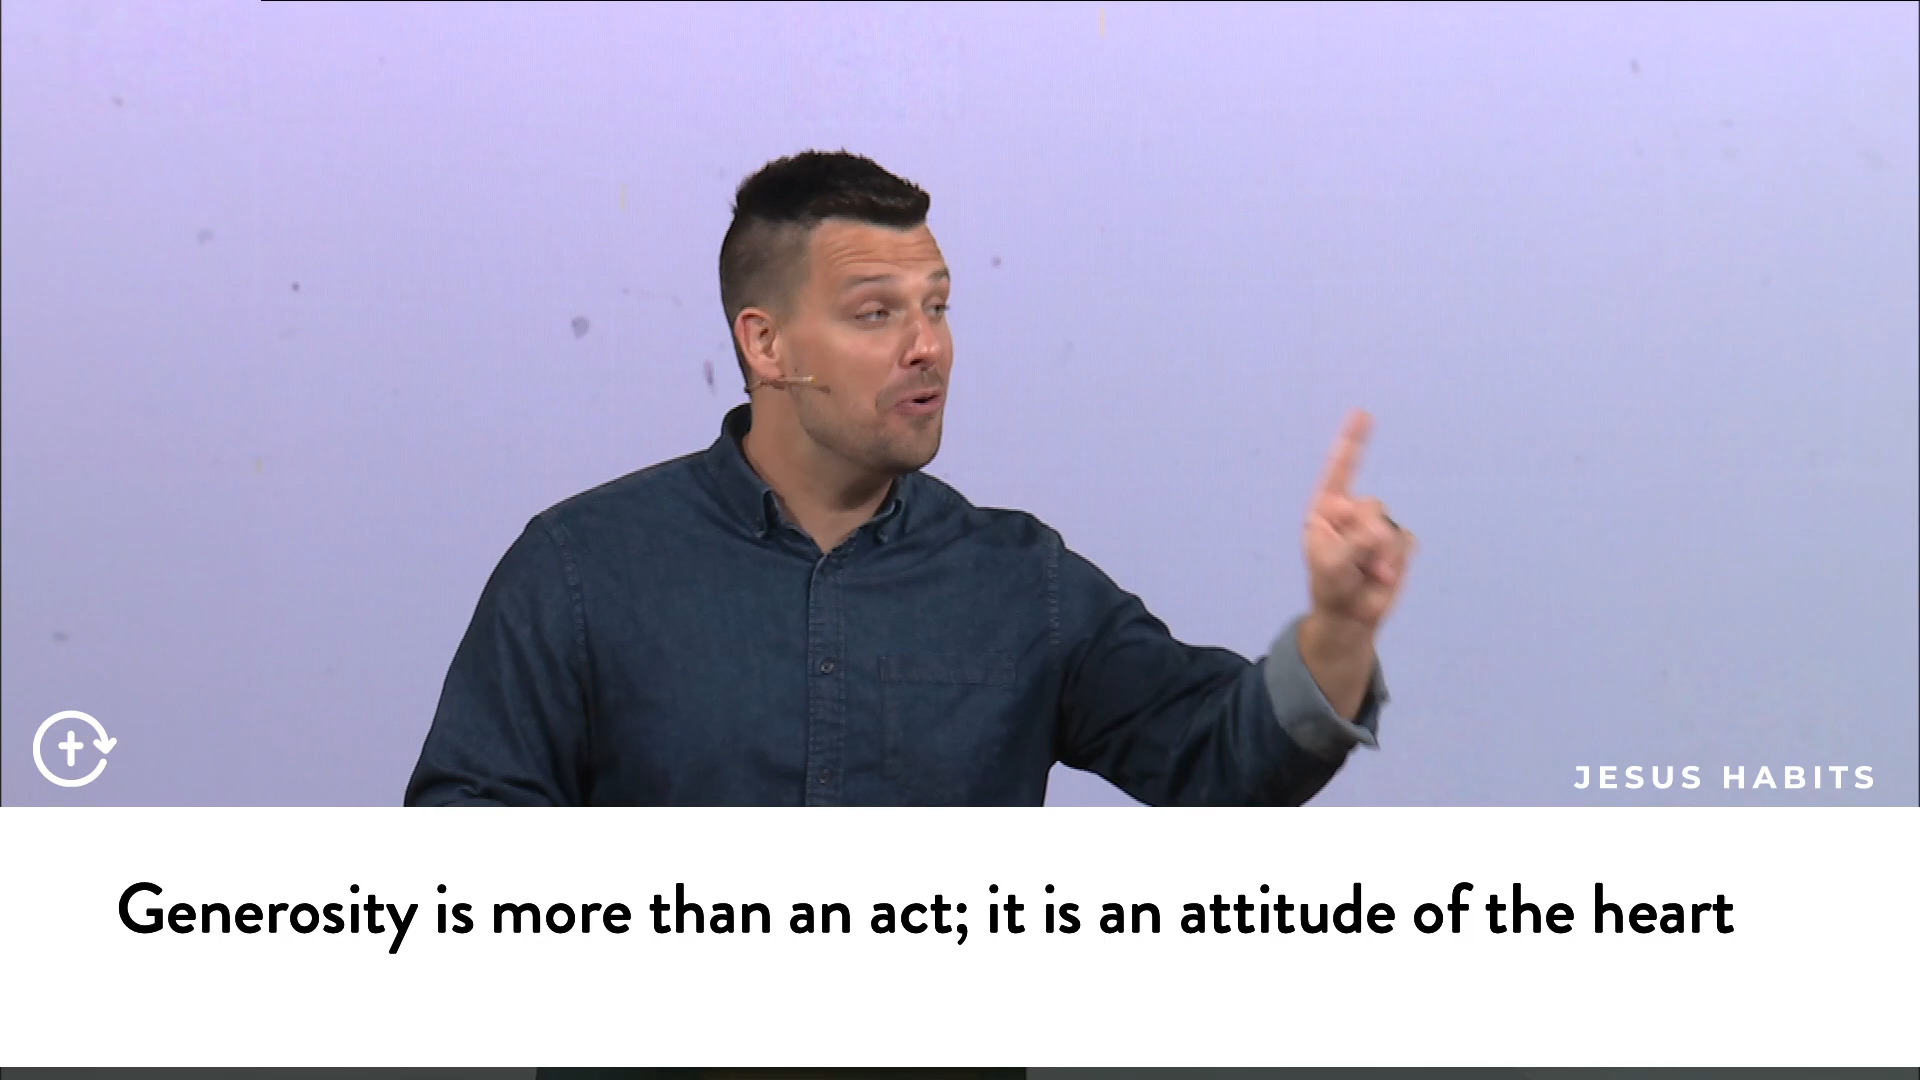 JESUS HABITS
Generosity is more than an act; it is an attitude of the heart